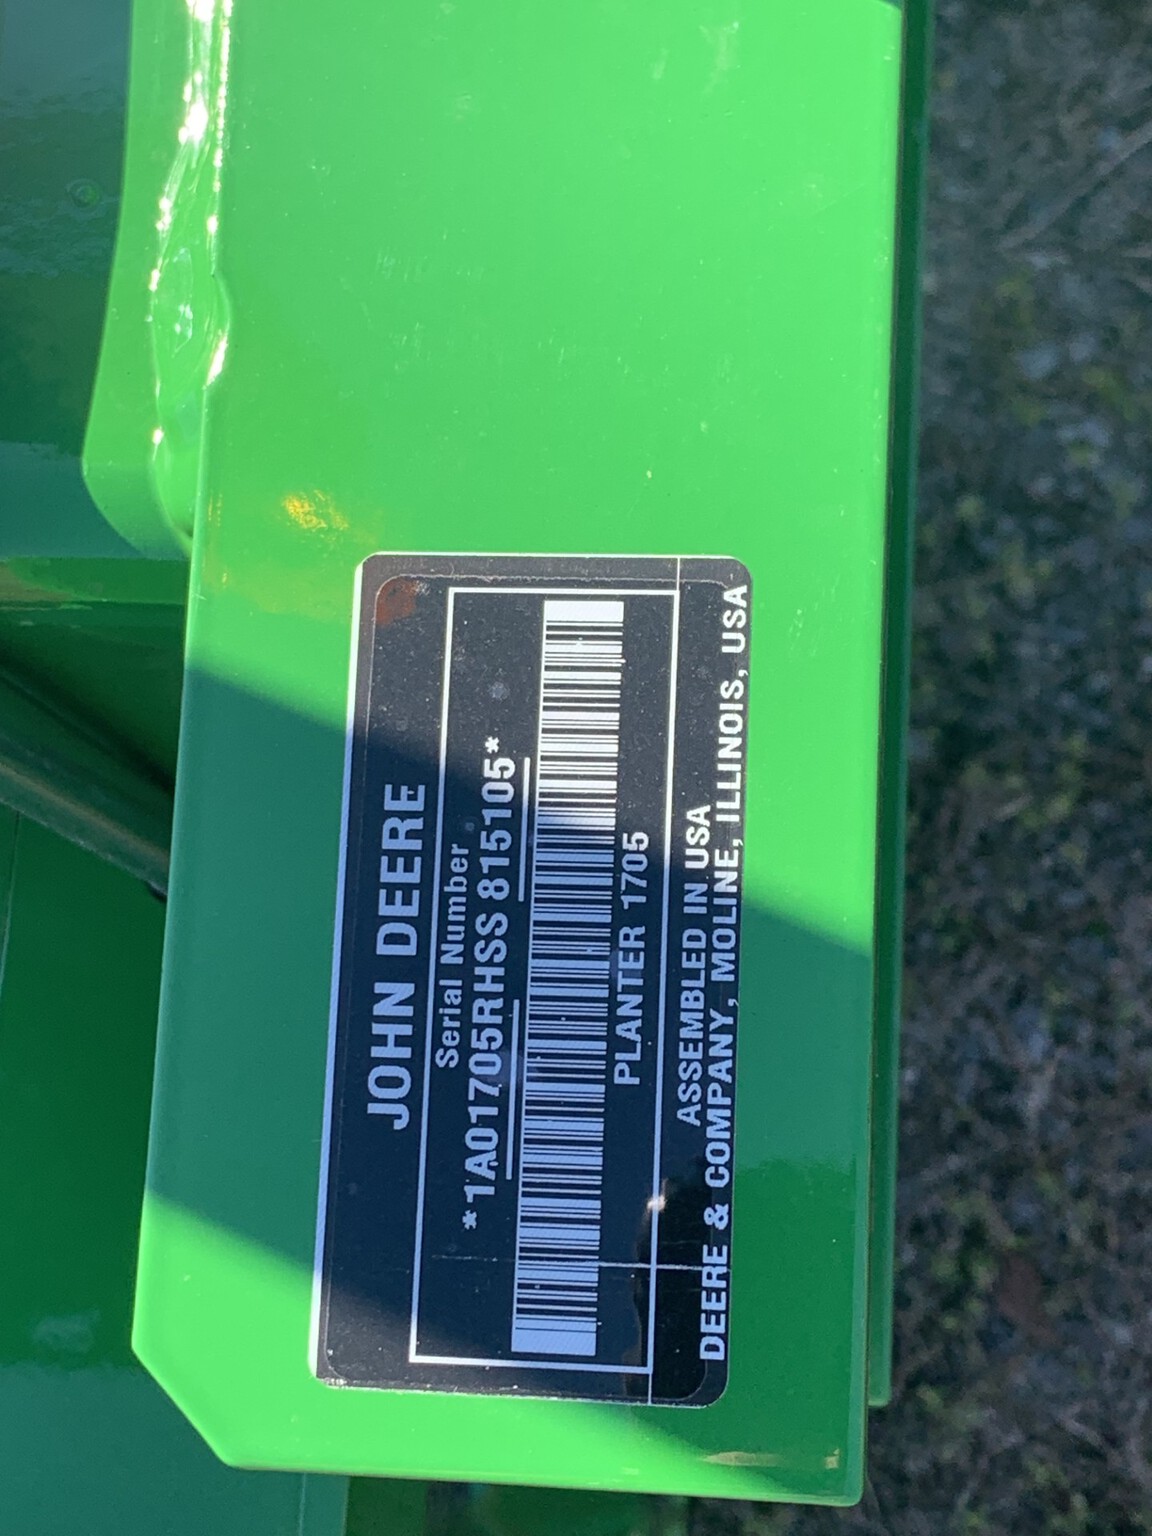 JOHN DEERE
Serial Number
*1A01705RHSS 815105*
PLANTER 1705
ASSEMBLED IN USA
DEERE & COMPANY, MOLINE, ILLINOIS, USA